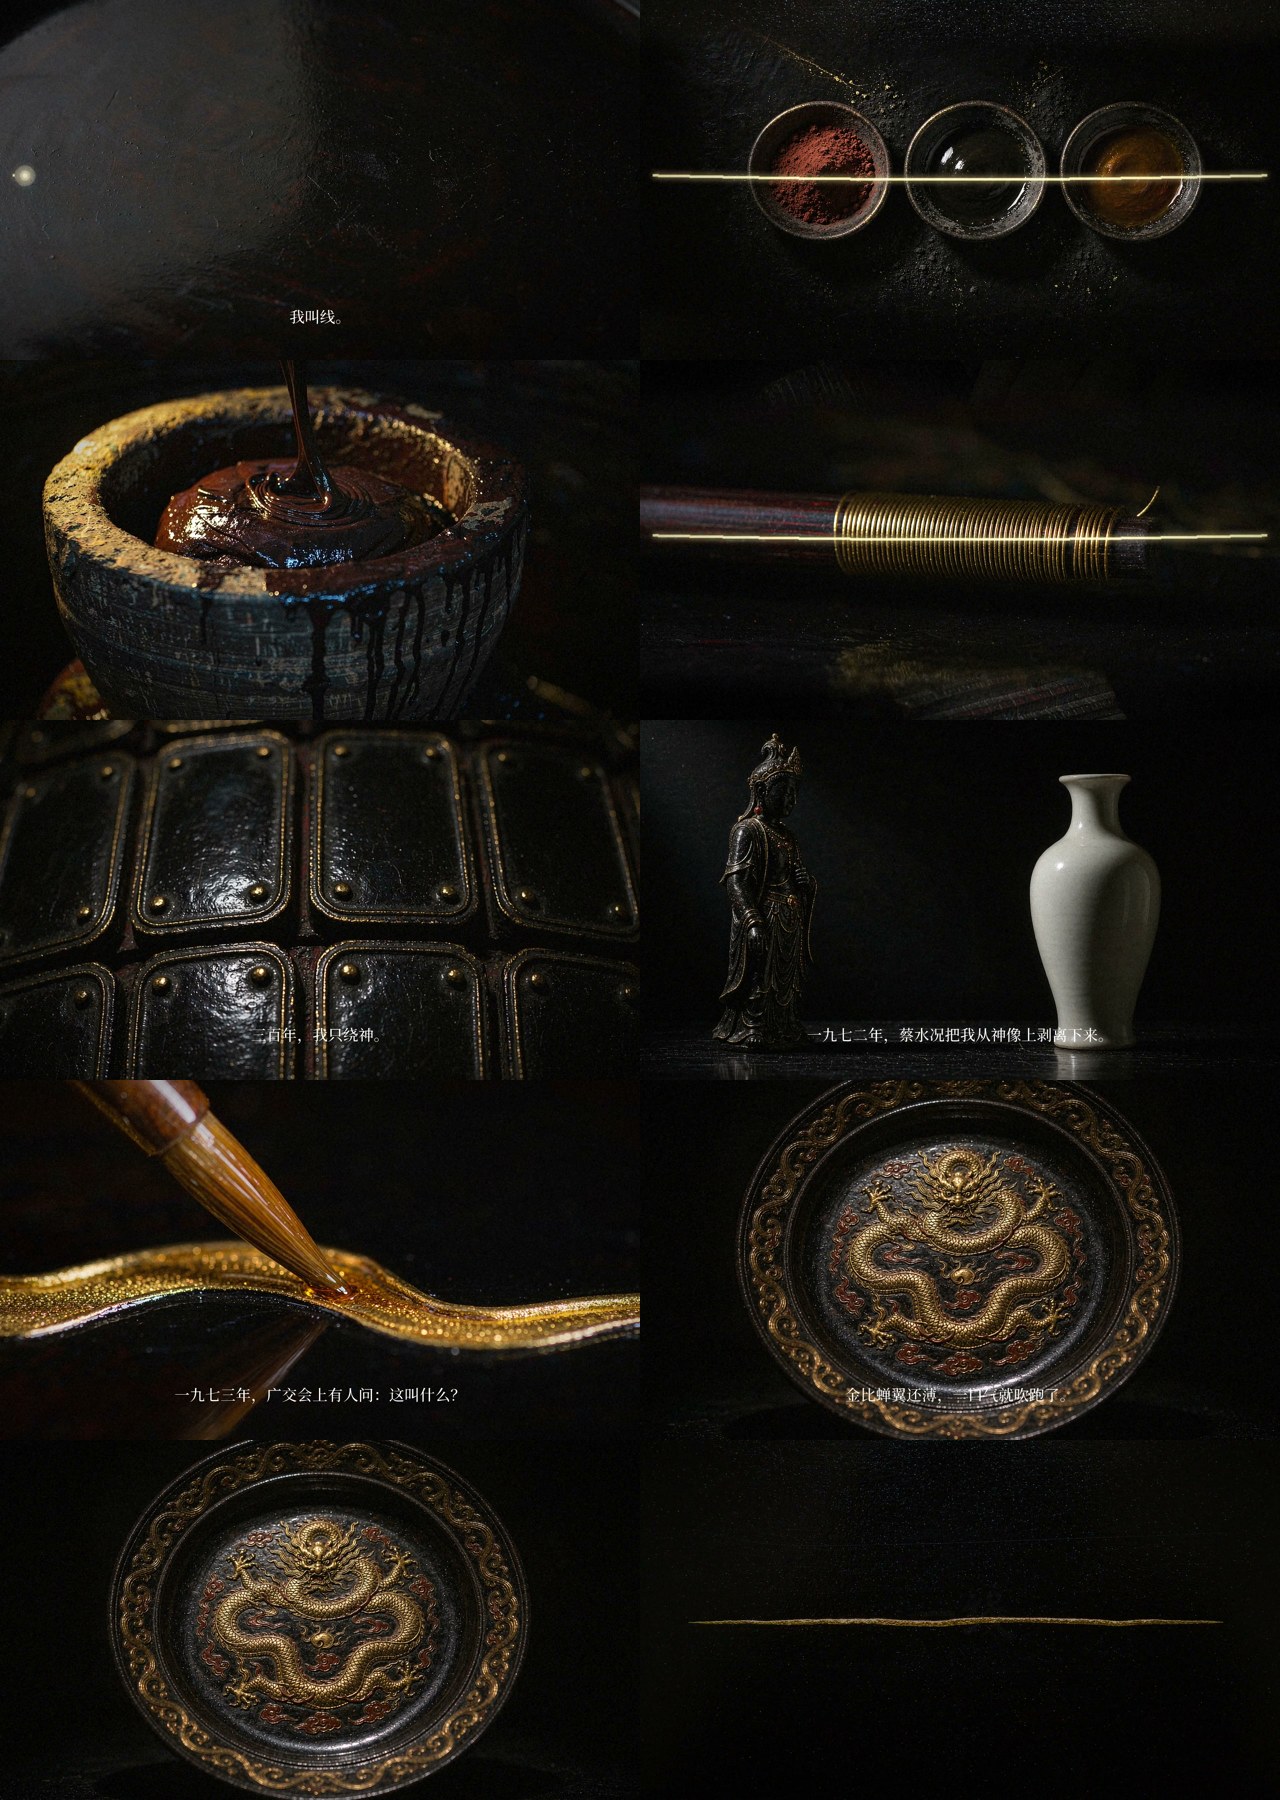 我叫线。
三百年，我只绕神。
一九七二年，蔡水况把我从神像上剥离下来。
一九七三年，广交会上有人问：这叫什么？
金比蝉翼还薄，一口气就吹跑了。